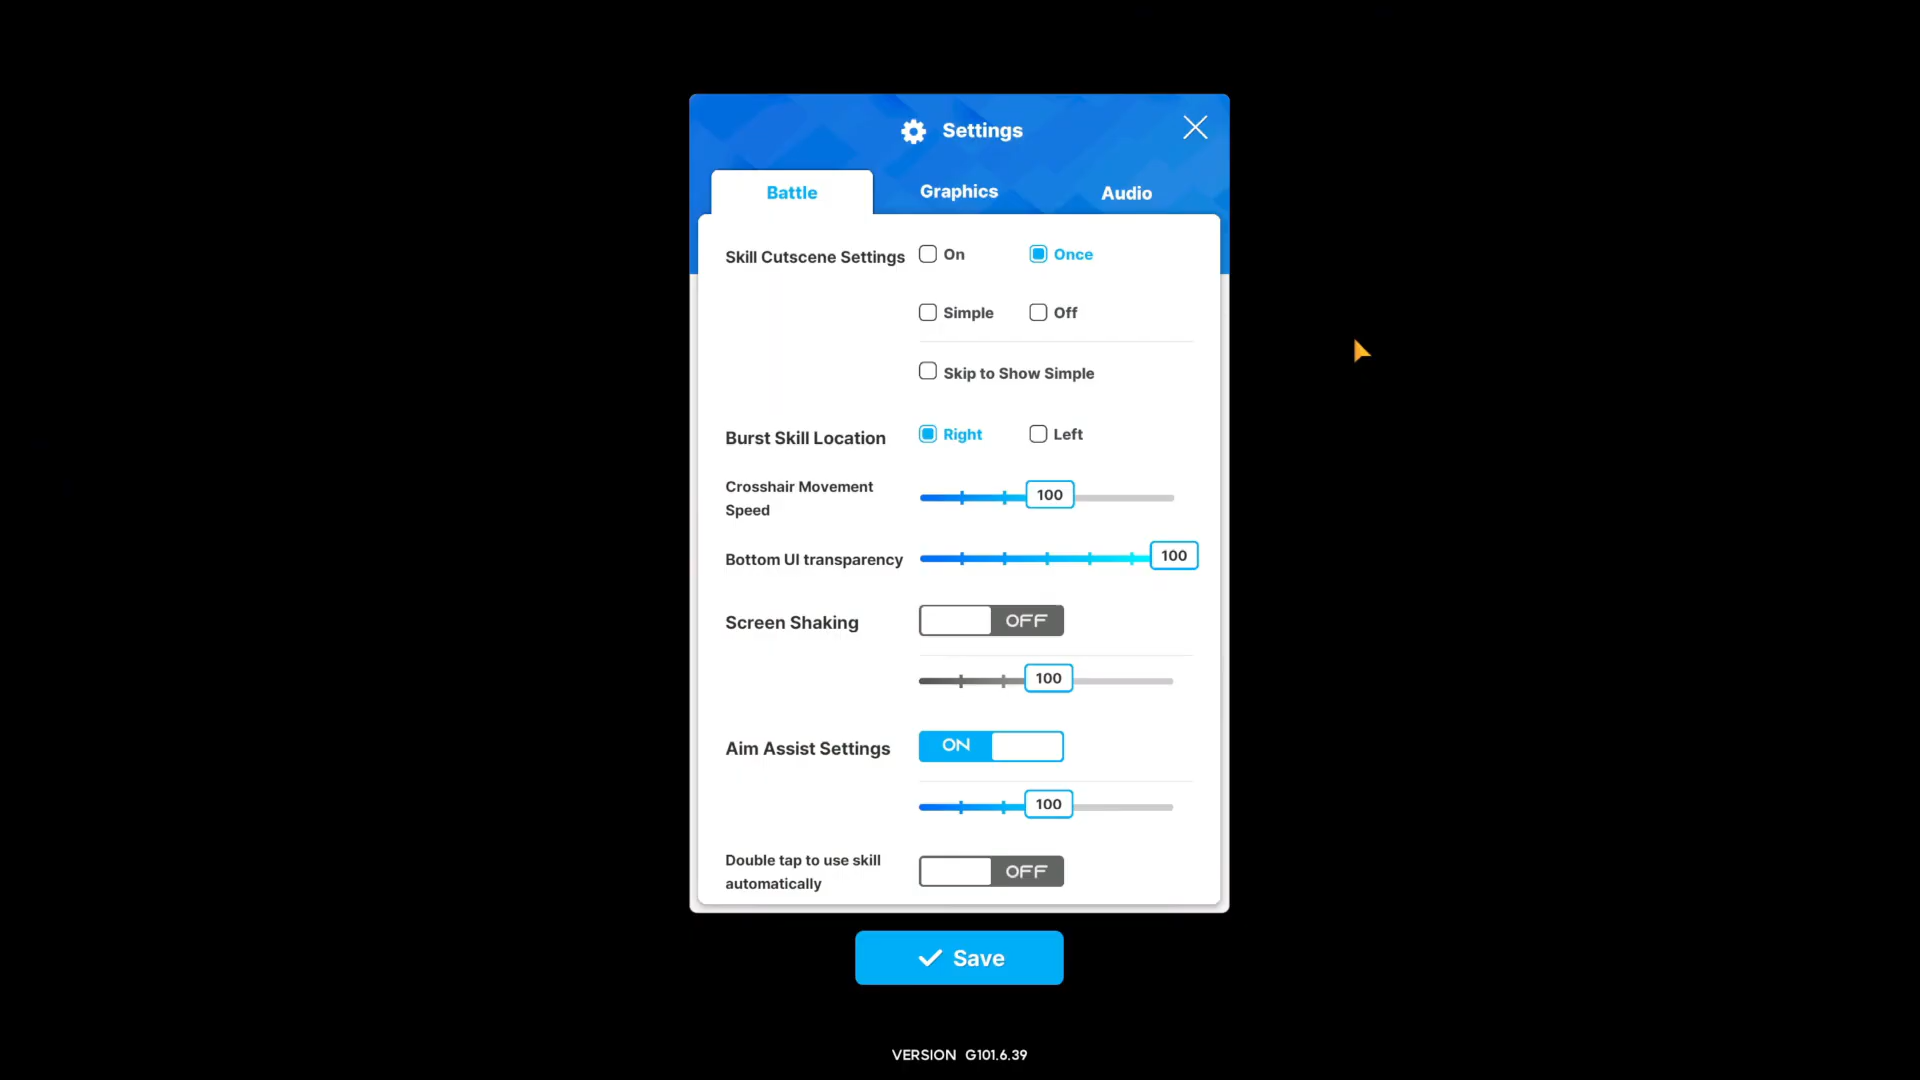 Settings
Battle
Graphics
Audio
Skill Cutscene Settings
On
Once
Simple
Off
Skip to Show Simple
Burst Skill Location
Right
Left
Crosshair Movement
Speed
100
Bottom UI transparency
100
Screen Shaking
OFF
100
Aim Assist Settings
ON
100
Double tap to use skill
automatically
OFF
Save
VERSION G101.6.39